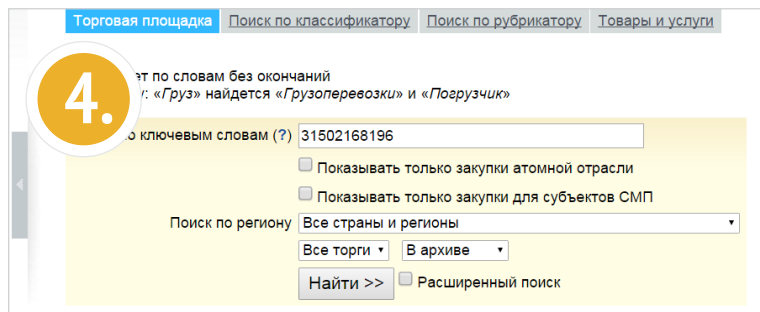 Торговая площадка Поиск по классификатору Поиск по рубрикатору Товары и услуги
4.
по словам без окончаний
«Груз» найдется «Грузоперевозки» и «Погрузчик»
ключевым словам (?) 31502168196
Показывать только закупки атомной отрасли
Показывать только закупки для субъектов СМП
Поиск по региону Все страны и регионы
Все торги В архиве
Найти >> Расширенный поиск